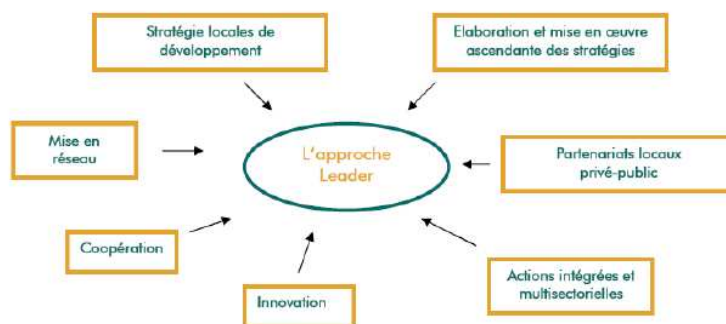 Stratégie locales de
développement
Elaboration et mise en œuvre
ascendante des stratégies
Mise en
réseau
L'approche
Leader
Partenariats locaux
privé-public
Coopération
Innovation
Actions intégrées et
multisectorielles